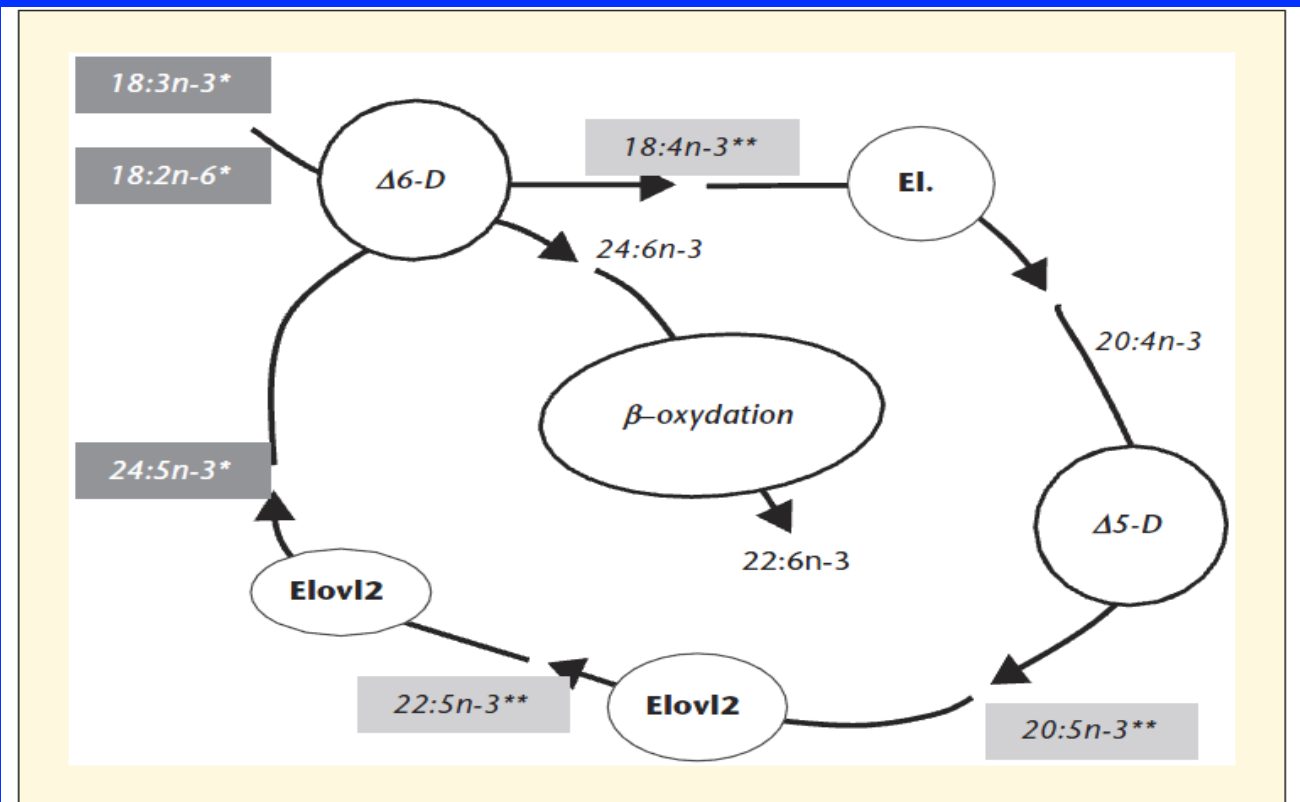 18:3n-3*
18:2n-6*
Δ6-D
18:4n-3**
El.
24:6n-3
20:4n-3
β–oxydation
24:5n-3*
Δ5-D
22:6n-3
Elovl2
22:5n-3**
Elovl2
20:5n-3**